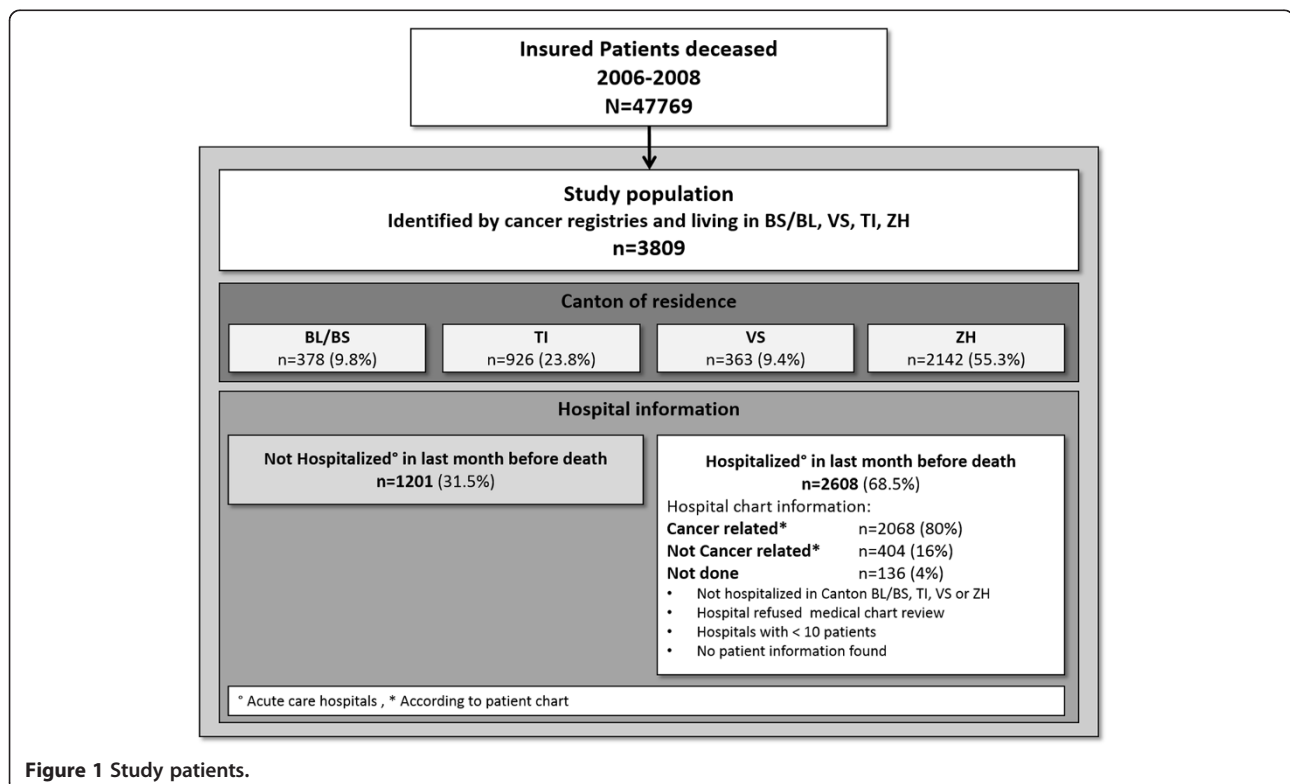 Insured Patients deceased
2006-2008
N=47769
Study population
Identified by cancer registries and living in BS/BL, VS, TI, ZH
n=3809
Canton of residence
BL/BS
n=378 (9.8%)
TI
n=926 (23.8%)
VS
n=363 (9.4%)
ZH
n=2142 (55.3%)
Hospital information
Not Hospitalized° in last month before death
n=1201 (31.5%)
Hospitalized° in last month before death
n=2608 (68.5%)
Hospital chart information:
Cancer related* n=2068 (80%)
Not Cancer related* n=404 (16%)
Not done n=136 (4%)
• Not hospitalized in Canton BL/BS, TI, VS or ZH
• Hospital refused medical chart review
• Hospitals with < 10 patients
• No patient information found
° Acute care hospitals , * According to patient chart
Figure 1 Study patients.